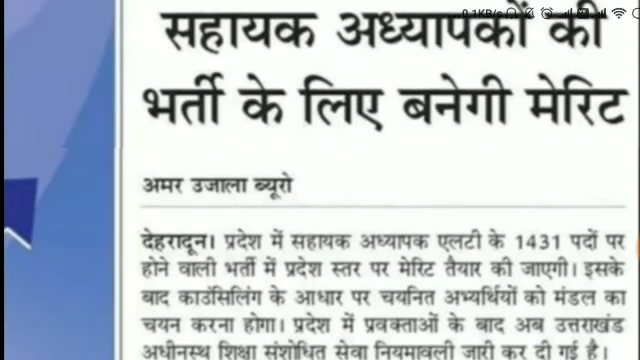 0.1KB/s
सहायक अध्यापकों की
भर्ती के लिए बनेगी मेरिट
अमर उजाला ब्यूरो
देहरादून। प्रदेश में सहायक अध्यापक एलटी के 1431 पदों पर
होने वाली भर्ती में प्रदेश स्तर पर मेरिट तैयार की जाएगी। इसके
बाद काउंसिलिंग के आधार पर चयनित अभ्यर्थियों को मंडल का
चयन करना होगा। प्रदेश में प्रवक्ताओं के बाद अब उत्तराखंड
अधीनस्थ शिक्षा संशोधित सेवा नियमावली जारी कर दी गई है।